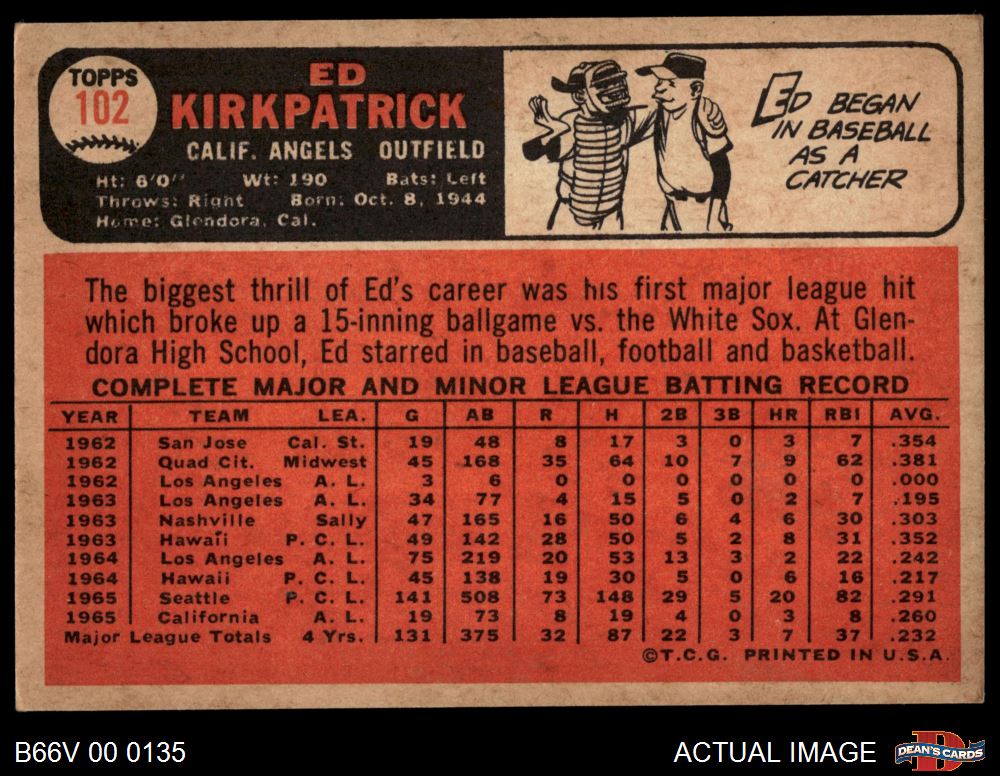 TOPPS
102
ED
KIRKPATRICK
CALIF. ANGELS OUTFIELD
Ht: 6'0" Wt: 190 Bats: Left
Throws: Right Born: Oct. 8, 1944
Home: Glendora, Cal.
ED BEGAN
IN BASEBALL
AS A
CATCHER
The biggest thrill of Ed's career was his first major league hit
which broke up a 15-inning ballgame vs. the White Sox. At Glen-
dora High School, Ed starred in baseball, football and basketball.
COMPLETE MAJOR AND MINOR LEAGUE BATTING RECORD
YEAR TEAM LEA. G AB R H 2B 3B HR RBI AVG.
1962 San Jose Cal. St. 19 48 8 17 3 0 3 7 .354
1962 Quad Cit. Midwest 45 168 35 64 10 7 9 62 .381
1962 Los Angeles A. L. 3 6 0 0 0 0 0 0 .000
1963 Los Angeles A. L. 34 77 4 15 5 0 2 7 .195
1963 Nashville Sally 47 165 16 50 6 4 6 30 .303
1963 Hawaii P. C. L. 49 142 28 50 5 2 8 31 .352
1964 Los Angeles A. L. 75 219 20 53 13 3 2 22 .242
1964 Hawaii P. C. L. 45 138 19 30 5 0 6 16 .217
1965 Seattle P. C. L. 141 508 73 148 29 5 20 82 .291
1965 California A. L. 19 73 8 19 4 0 3 8 .260
Major League Totals 4 Yrs. 131 375 32 87 22 3 7 37 .232
©T.C.G. PRINTED IN U.S.A.
B66V 00 0135
ACTUAL IMAGE
DEAN'S CARDS